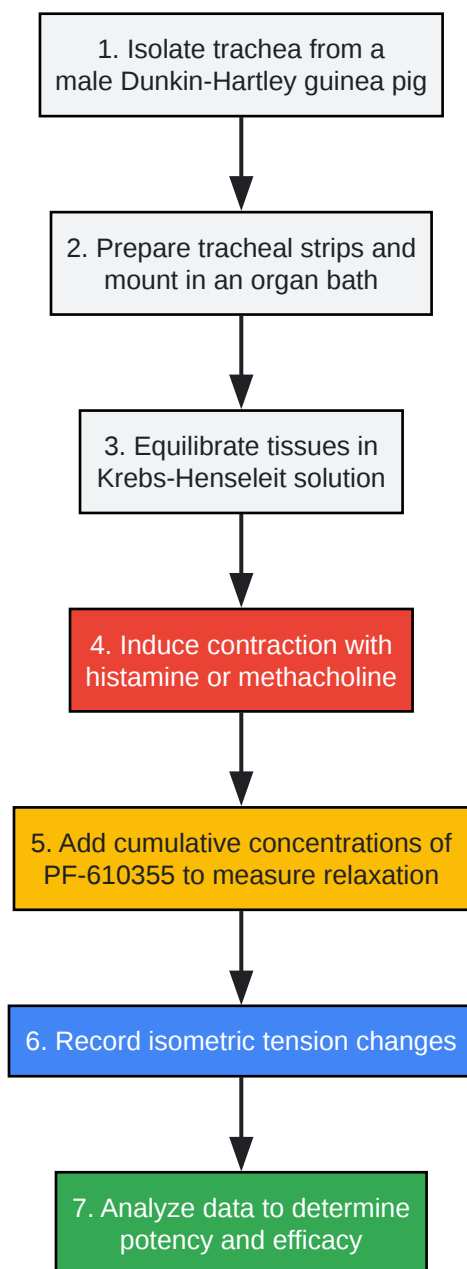 1. Isolate trachea from a
male Dunkin-Hartley guinea pig
2. Prepare tracheal strips and
mount in an organ bath
3. Equilibrate tissues in
Krebs-Henseleit solution
4. Induce contraction with
histamine or methacholine
5. Add cumulative concentrations of
PF-610355 to measure relaxation
6. Record isometric tension changes
7. Analyze data to determine
potency and efficacy